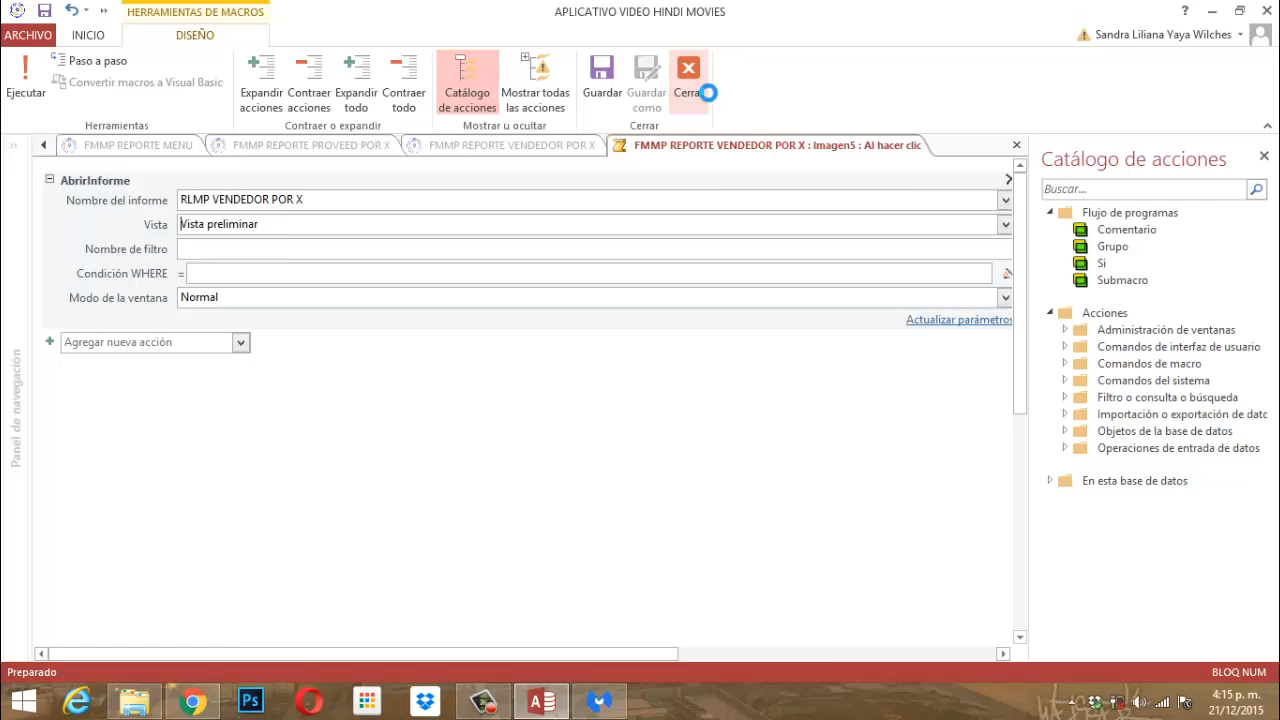 HERRAMIENTAS DE MACROS
APLICATIVO VIDEO HINDI MOVIES
ARCHIVO
INICIO
DISEÑO
Sandra Liliana Yaya Wilches
Ejecutar
Paso a paso
Convertir macros a Visual Basic
Expandir acciones
Contraer acciones
Expandir todo
Contraer todo
Catálogo de acciones
Mostrar todas las acciones
Guardar
Guardar como
Cerra
Herramientas
Contraer o expandir
Mostrar u ocultar
Cerrar
FMMP REPORTE MENU
FMMP REPORTE PROVEED POR X
FMMP REPORTE VENDEDOR POR X
FMMP REPORTE VENDEDOR POR X : Imagen5 : Al hacer clic
Panel de navegación
AbrirInforme
Nombre del informe RLMP VENDEDOR POR X
Vista Vista preliminar
Nombre de filtro
Condición WHERE =
Modo de la ventana Normal
Actualizar parámetros
Agregar nueva acción
Catálogo de acciones
Buscar...
Flujo de programas
Comentario
Grupo
Si
Submacro
Acciones
Administración de ventanas
Comandos de interfaz de usuario
Comandos de macro
Comandos del sistema
Filtro o consulta o búsqueda
Importación o exportación de datc
Objetos de la base de datos
Operaciones de entrada de datos
En esta base de datos
Preparado
BLOQ NUM
Ps
4:15 p. m.
21/12/2015